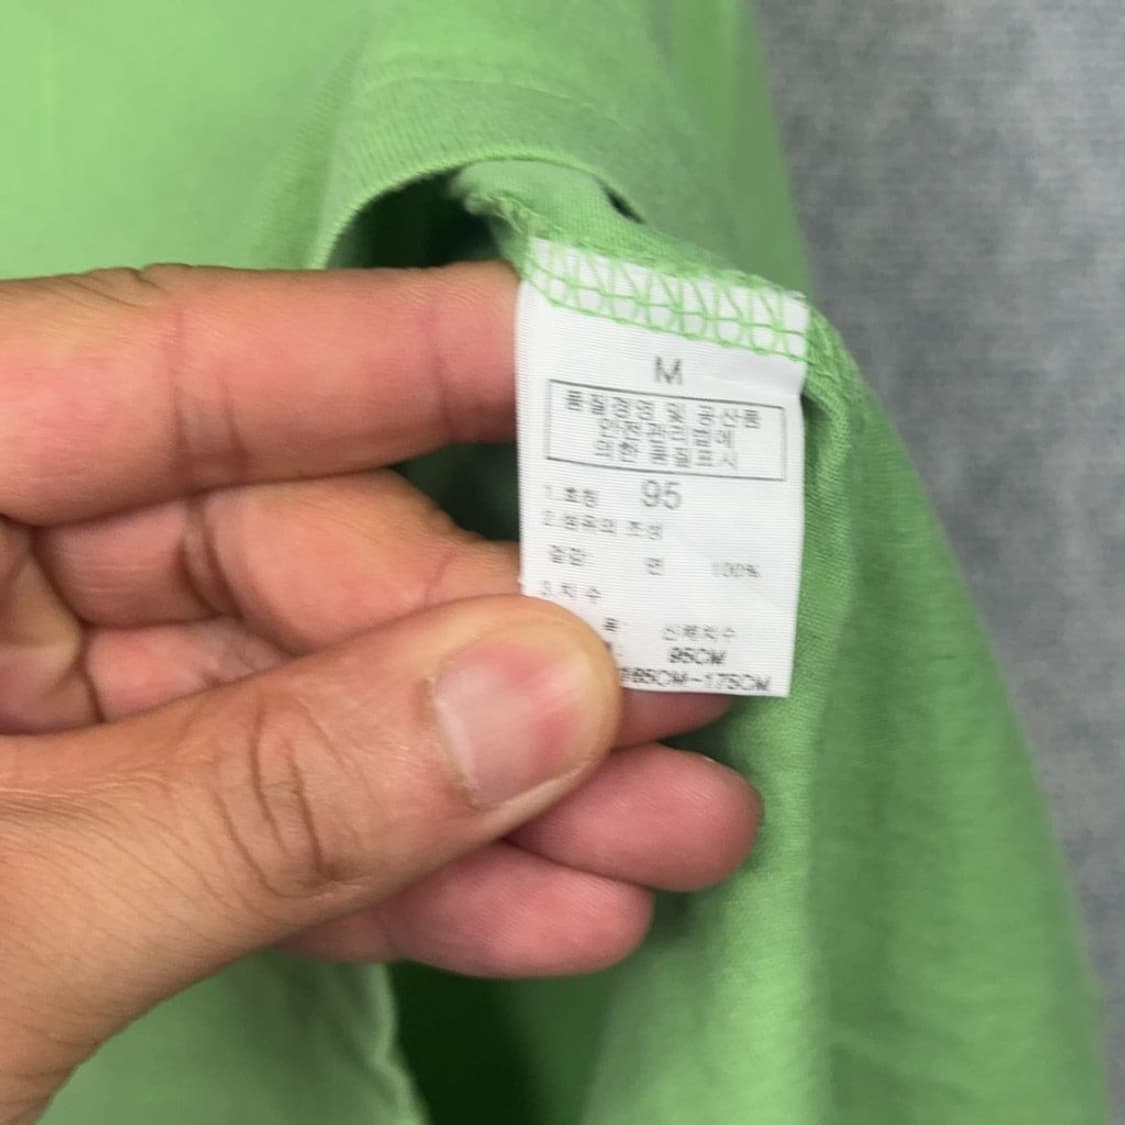 M
품질경영 및 공산품
안전관리법에
의한 품질표시
1.호칭 95
2.섬유의 조성
겉감: 면 100%
3.치수
신체치수
95CM
165CM~175CM